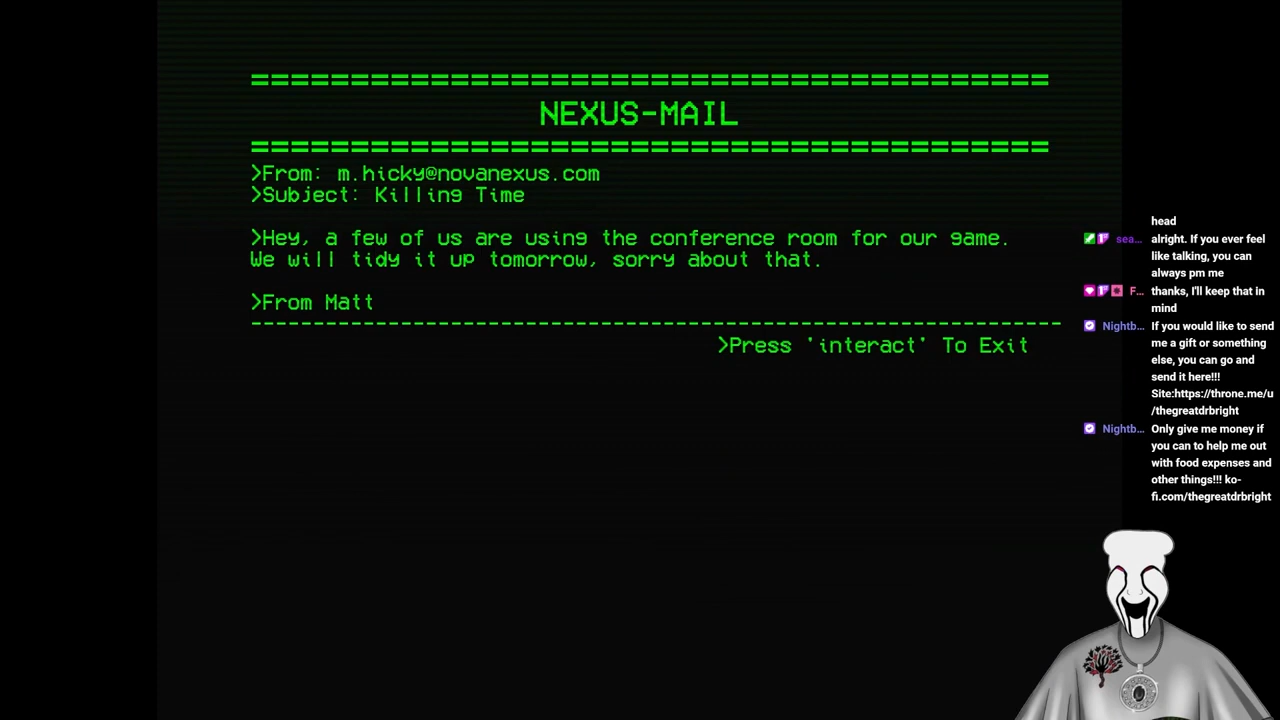 ========================================
NEXUS-MAIL
========================================
>From: m.hicky@novanexus.com
>Subject: Killing Time
>Hey, a few of us are using the conference room for our game.
We will tidy it up tomorrow, sorry about that.
>From Matt
-----------------------------------------------------------------
>Press 'interact' To Exit
head
sea... alright. If you ever feel
like talking, you can
always pm me
F... thanks, I'll keep that in
mind
Nightb... If you would like to send
me a gift or something
else, you can go and
send it here!!!
Site:https://throne.me/u
/thegreatdrbright
Nightb... Only give me money if
you can to help me out
with food expenses and
other things!!! ko-
fi.com/thegreatdrbright